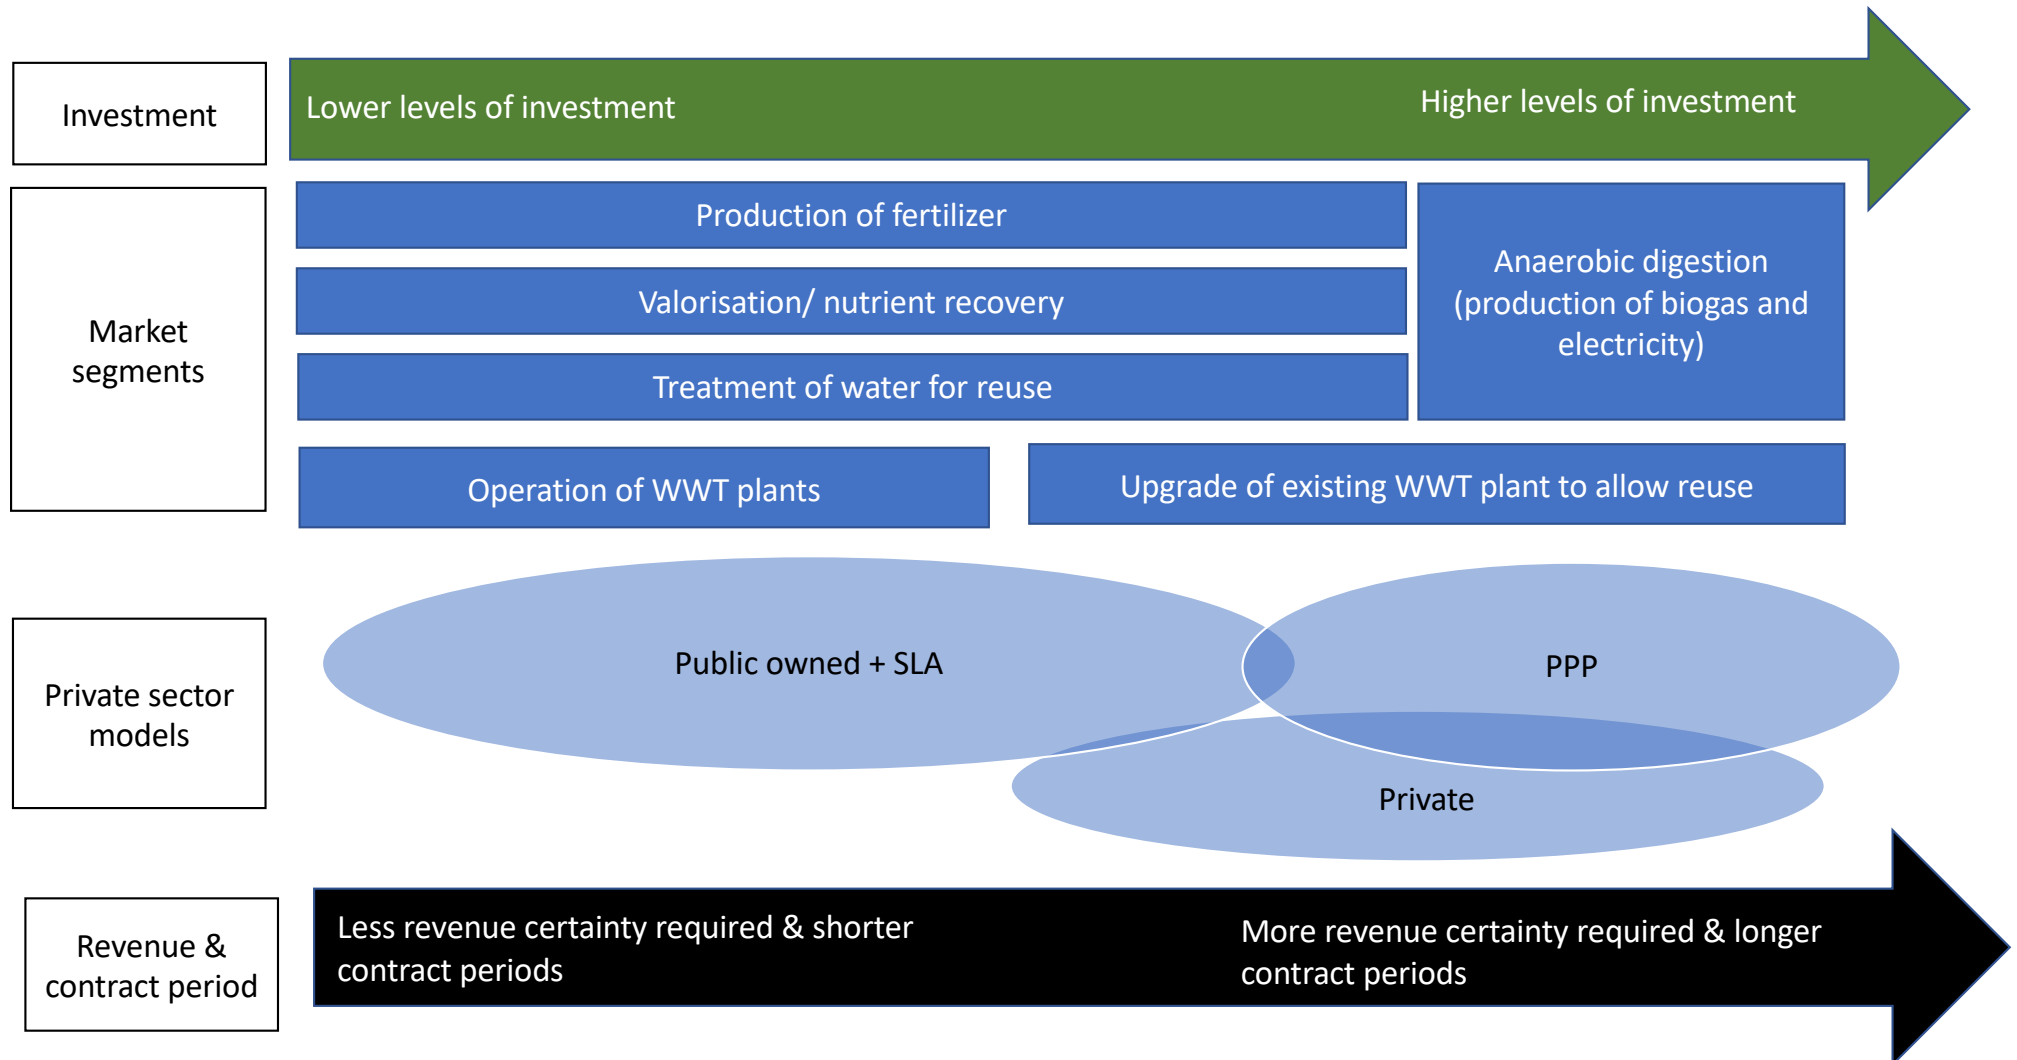 Investment
Lower levels of investment
Higher levels of investment
Market
segments
Production of fertilizer
Valorisation/ nutrient recovery
Treatment of water for reuse
Anaerobic digestion
(production of biogas and
electricity)
Operation of WWT plants
Upgrade of existing WWT plant to allow reuse
Private sector
models
Public owned + SLA
PPP
Private
Revenue &
contract period
Less revenue certainty required & shorter
contract periods
More revenue certainty required & longer
contract periods